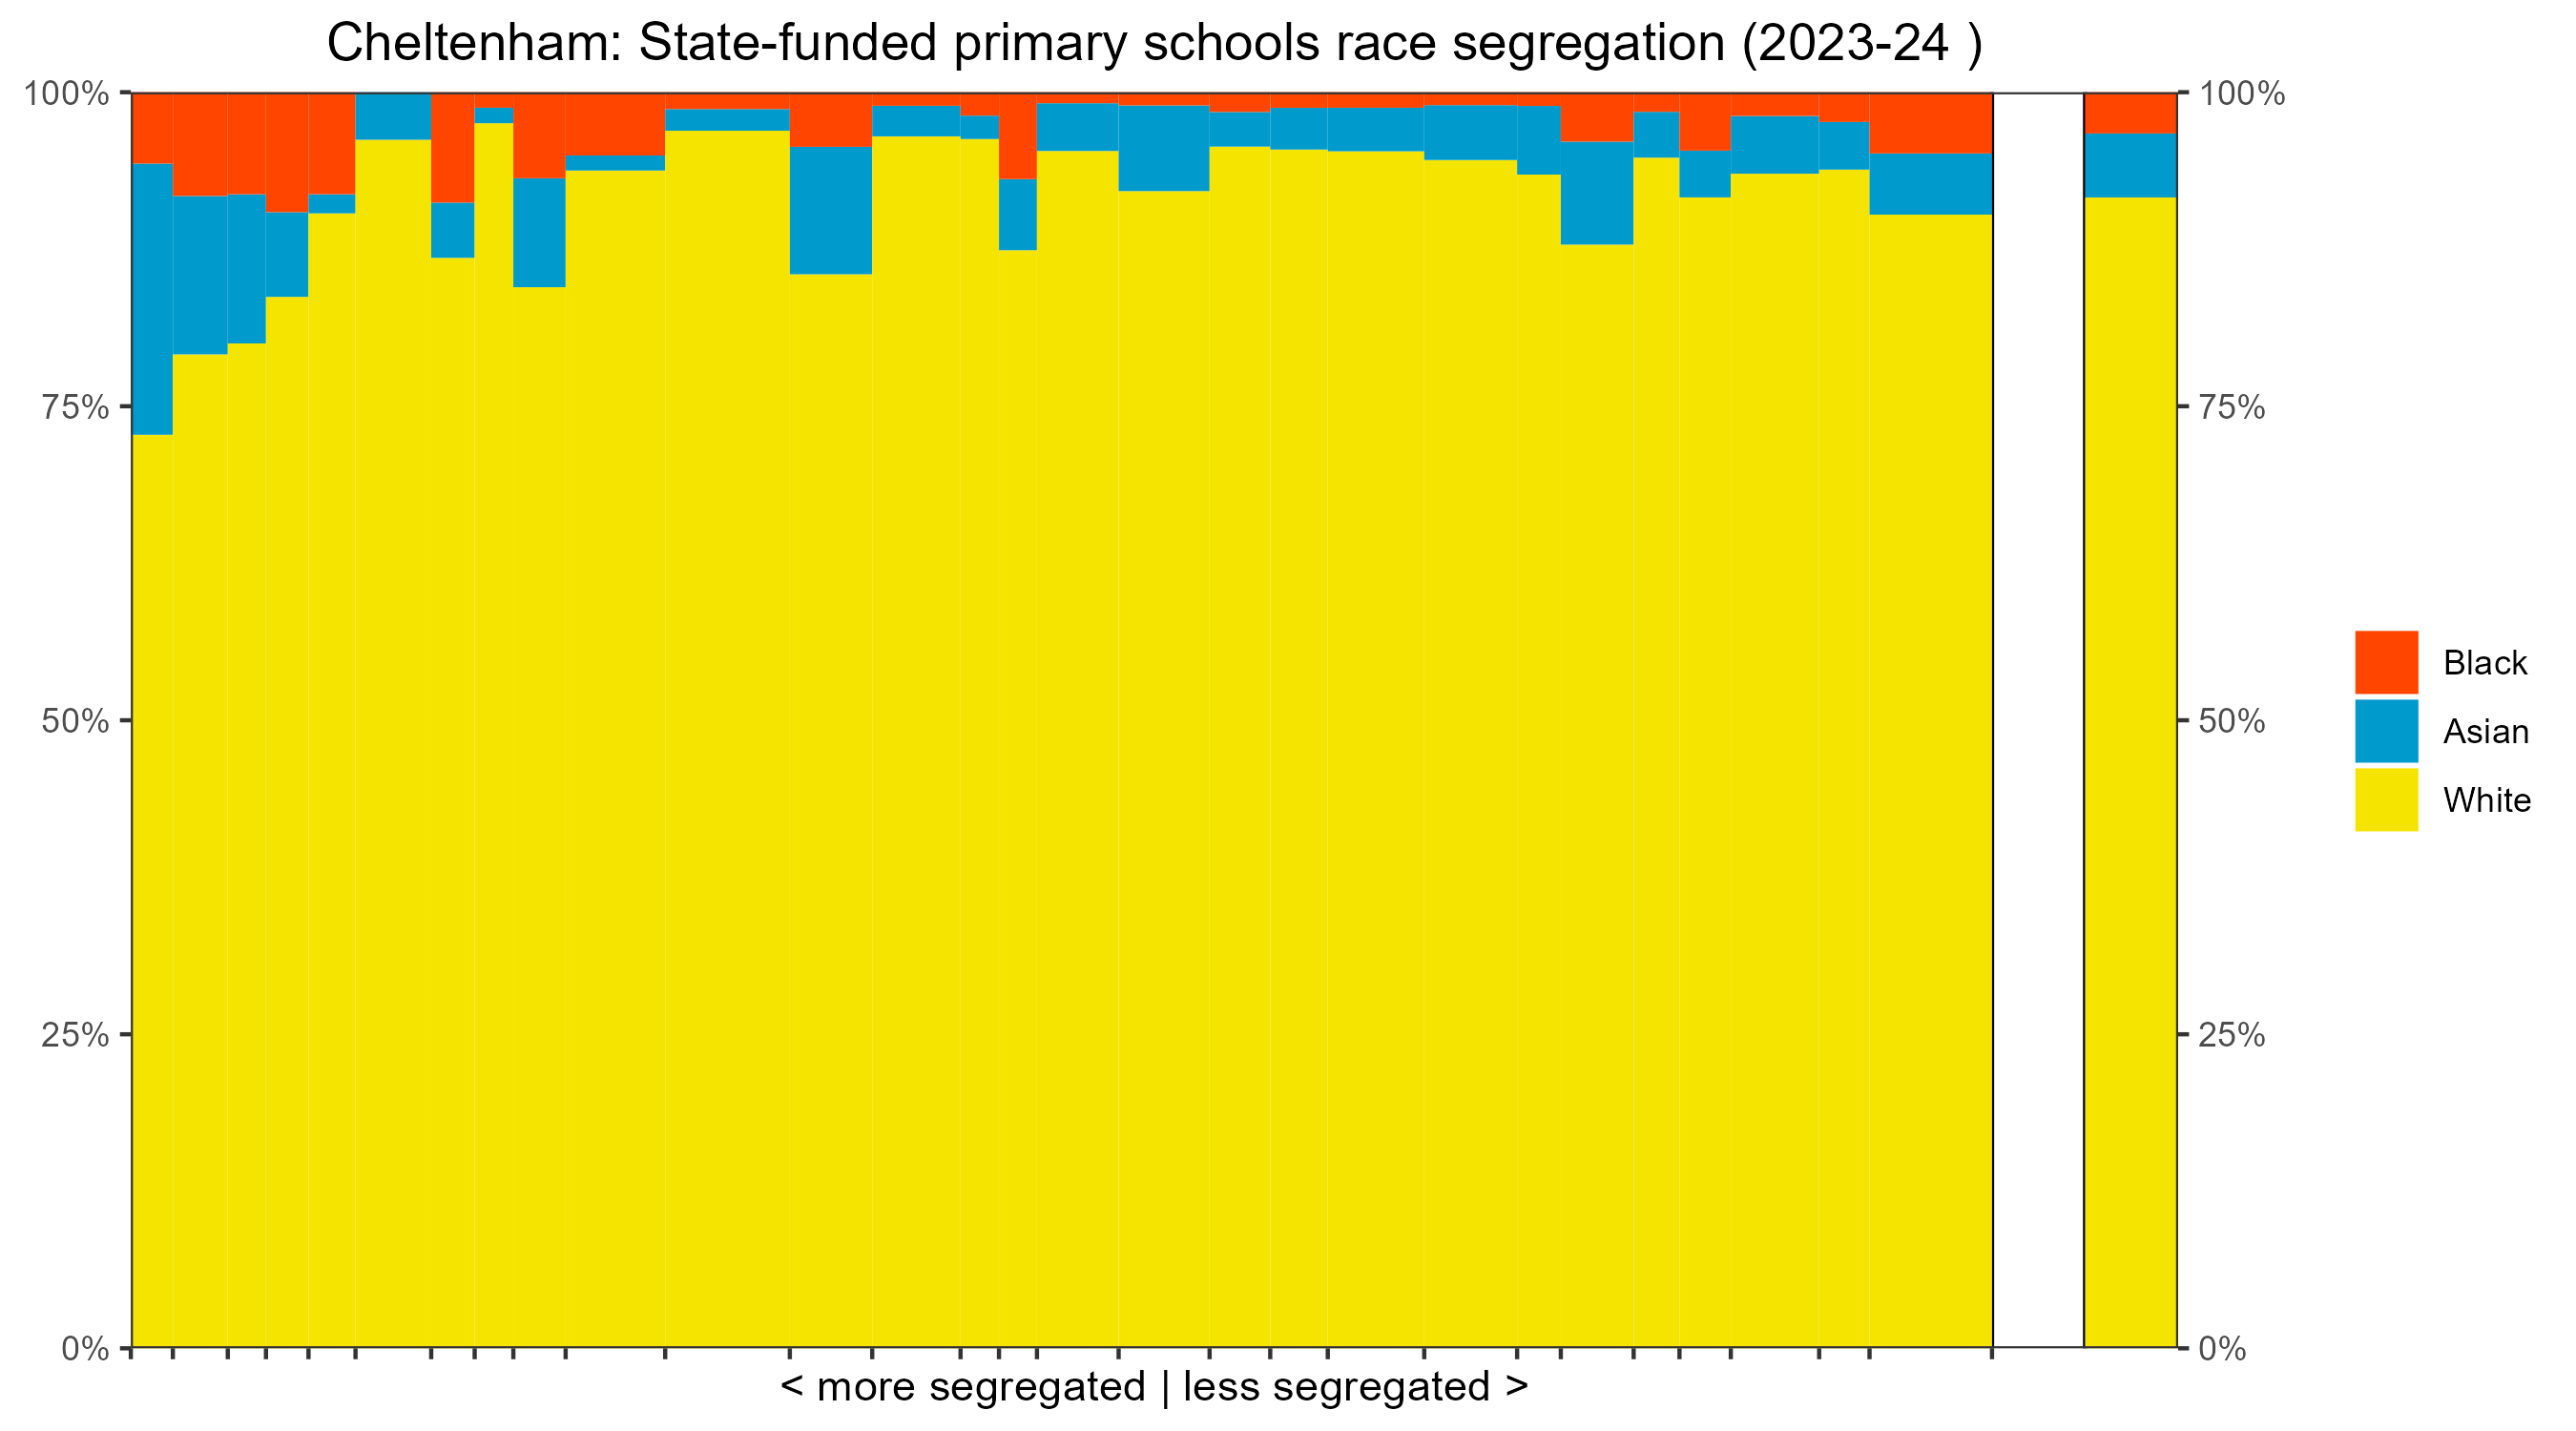 Cheltenham: State-funded primary schools race segregation (2023-24 )
100%
75%
50%
25%
0%
100%
75%
50%
25%
0%
Black
Asian
White
< more segregated | less segregated >